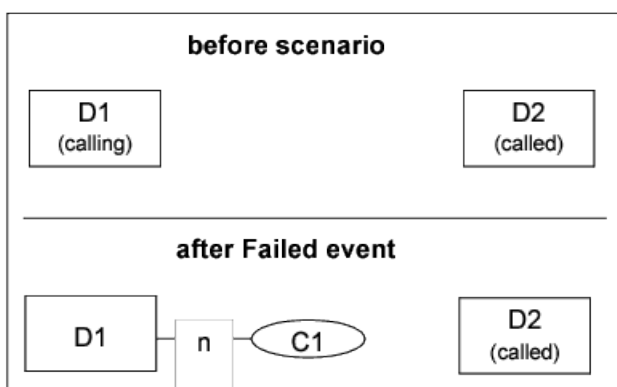 before scenario
D1
(calling)
D2
(called)
after Failed event
D1
n
C1
D2
(called)